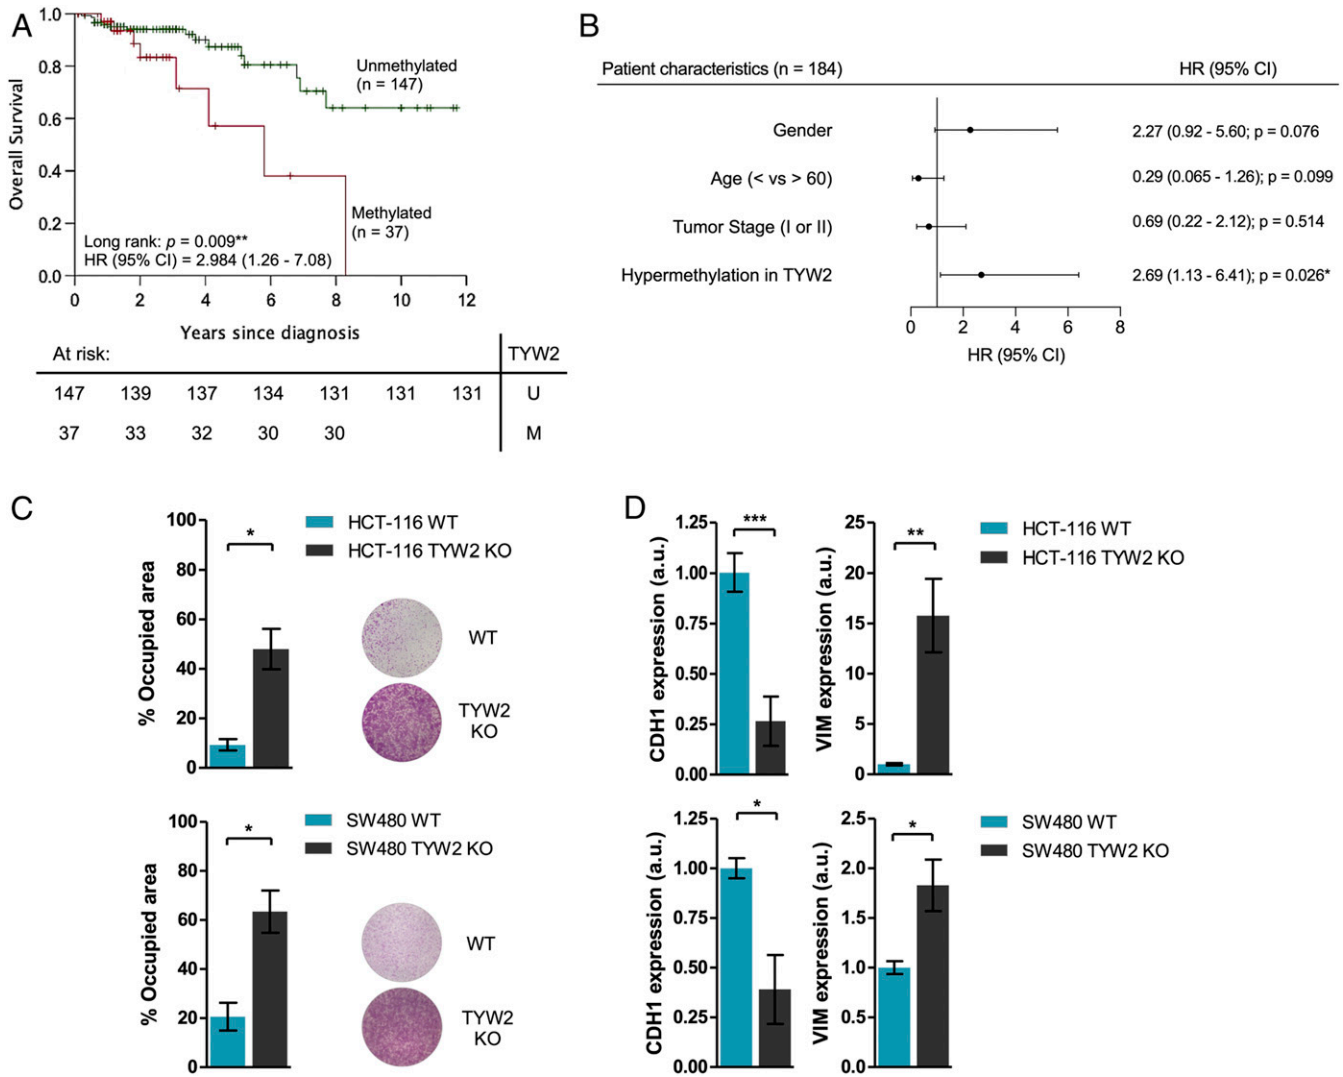 A
1.0
0.8
0.6
0.4
0.2
0.0
Overall Survival
Unmethylated
(n = 147)
Methylated
(n = 37)
Long rank: p = 0.009**
HR (95% CI) = 2.984 (1.26 - 7.08)
0 2 4 6 8 10 12
Years since diagnosis
At risk: TYW2
147 139 137 134 131 131 131 U
37 33 32 30 30 M
B
Patient characteristics (n = 184) HR (95% CI)
Gender 2.27 (0.92 - 5.60; p = 0.076
Age (< vs > 60) 0.29 (0.065 - 1.26); p = 0.099
Tumor Stage (I or II) 0.69 (0.22 - 2.12); p = 0.514
Hypermethylation in TYW2 2.69 (1.13 - 6.41); p = 0.026*
0 2 4 6 8
HR (95% CI)
C
% Occupied area
100
80
60
40
20
0
*
HCT-116 WT
HCT-116 TYW2 KO
WT
TYW2
KO
% Occupied area
100
80
60
40
20
0
*
SW480 WT
SW480 TYW2 KO
WT
TYW2
KO
D
CDH1 expression (a.u.)
1.25
1.00
0.75
0.50
0.25
0.00
***
VIM expression (a.u.)
25
20
15
10
5
0
**
HCT-116 WT
HCT-116 TYW2 KO
CDH1 expression (a.u.)
1.25
1.00
0.75
0.50
0.25
0.00
*
VIM expression (a.u.)
2.5
2.0
1.5
1.0
0.5
0.0
*
SW480 WT
SW480 TYW2 KO